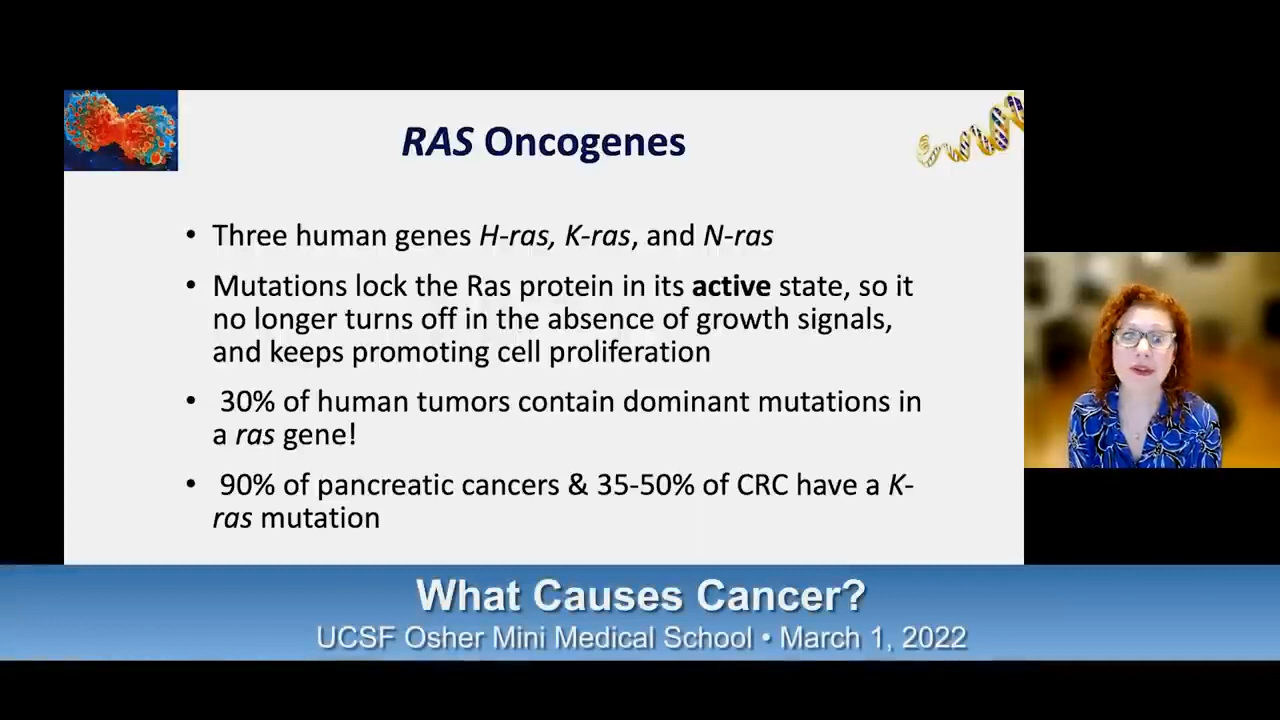 RAS Oncogenes
• Three human genes H-ras, K-ras, and N-ras
• Mutations lock the Ras protein in its active state, so it
no longer turns off in the absence of growth signals,
and keeps promoting cell proliferation
• 30% of human tumors contain dominant mutations in
a ras gene!
• 90% of pancreatic cancers & 35-50% of CRC have a K-
ras mutation
What Causes Cancer?
UCSF Osher Mini Medical School • March 1, 2022